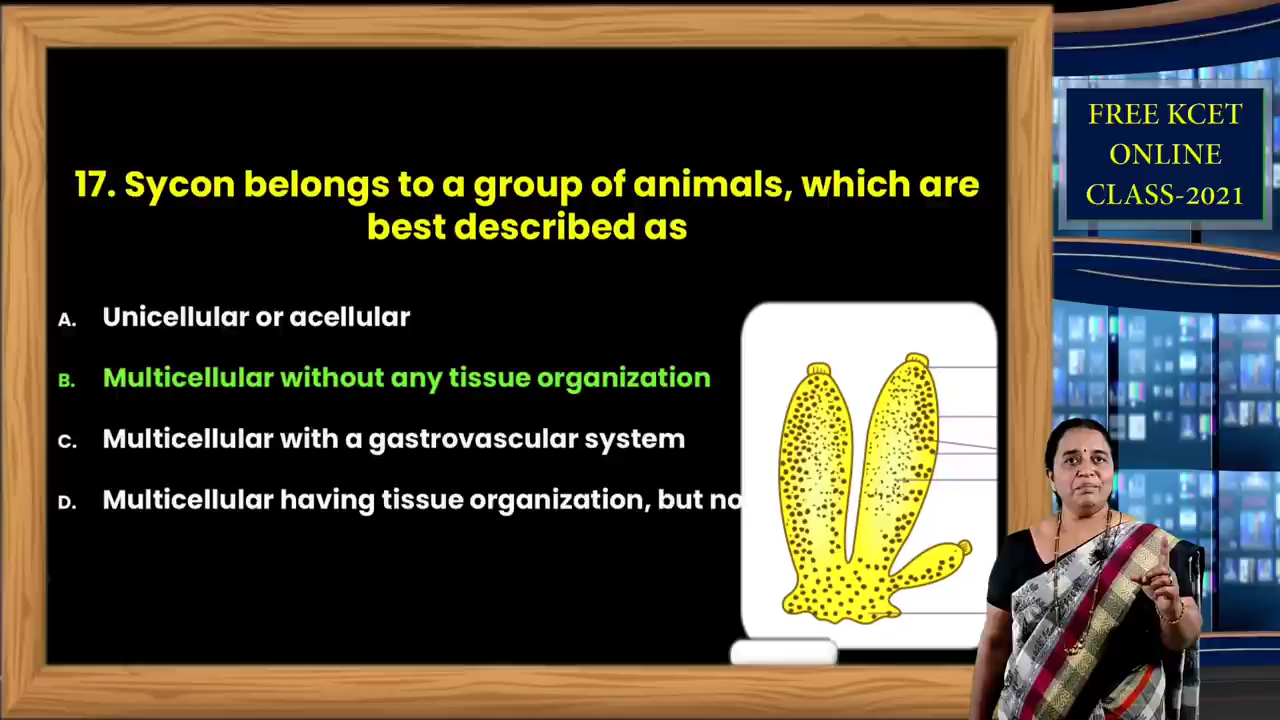 FREE KCET
ONLINE
CLASS-2021
17. Sycon belongs to a group of animals, which are
best described as
A. Unicellular or acellular
B. Multicellular without any tissue organization
C. Multicellular with a gastrovascular system
D. Multicellular having tissue organization, but no